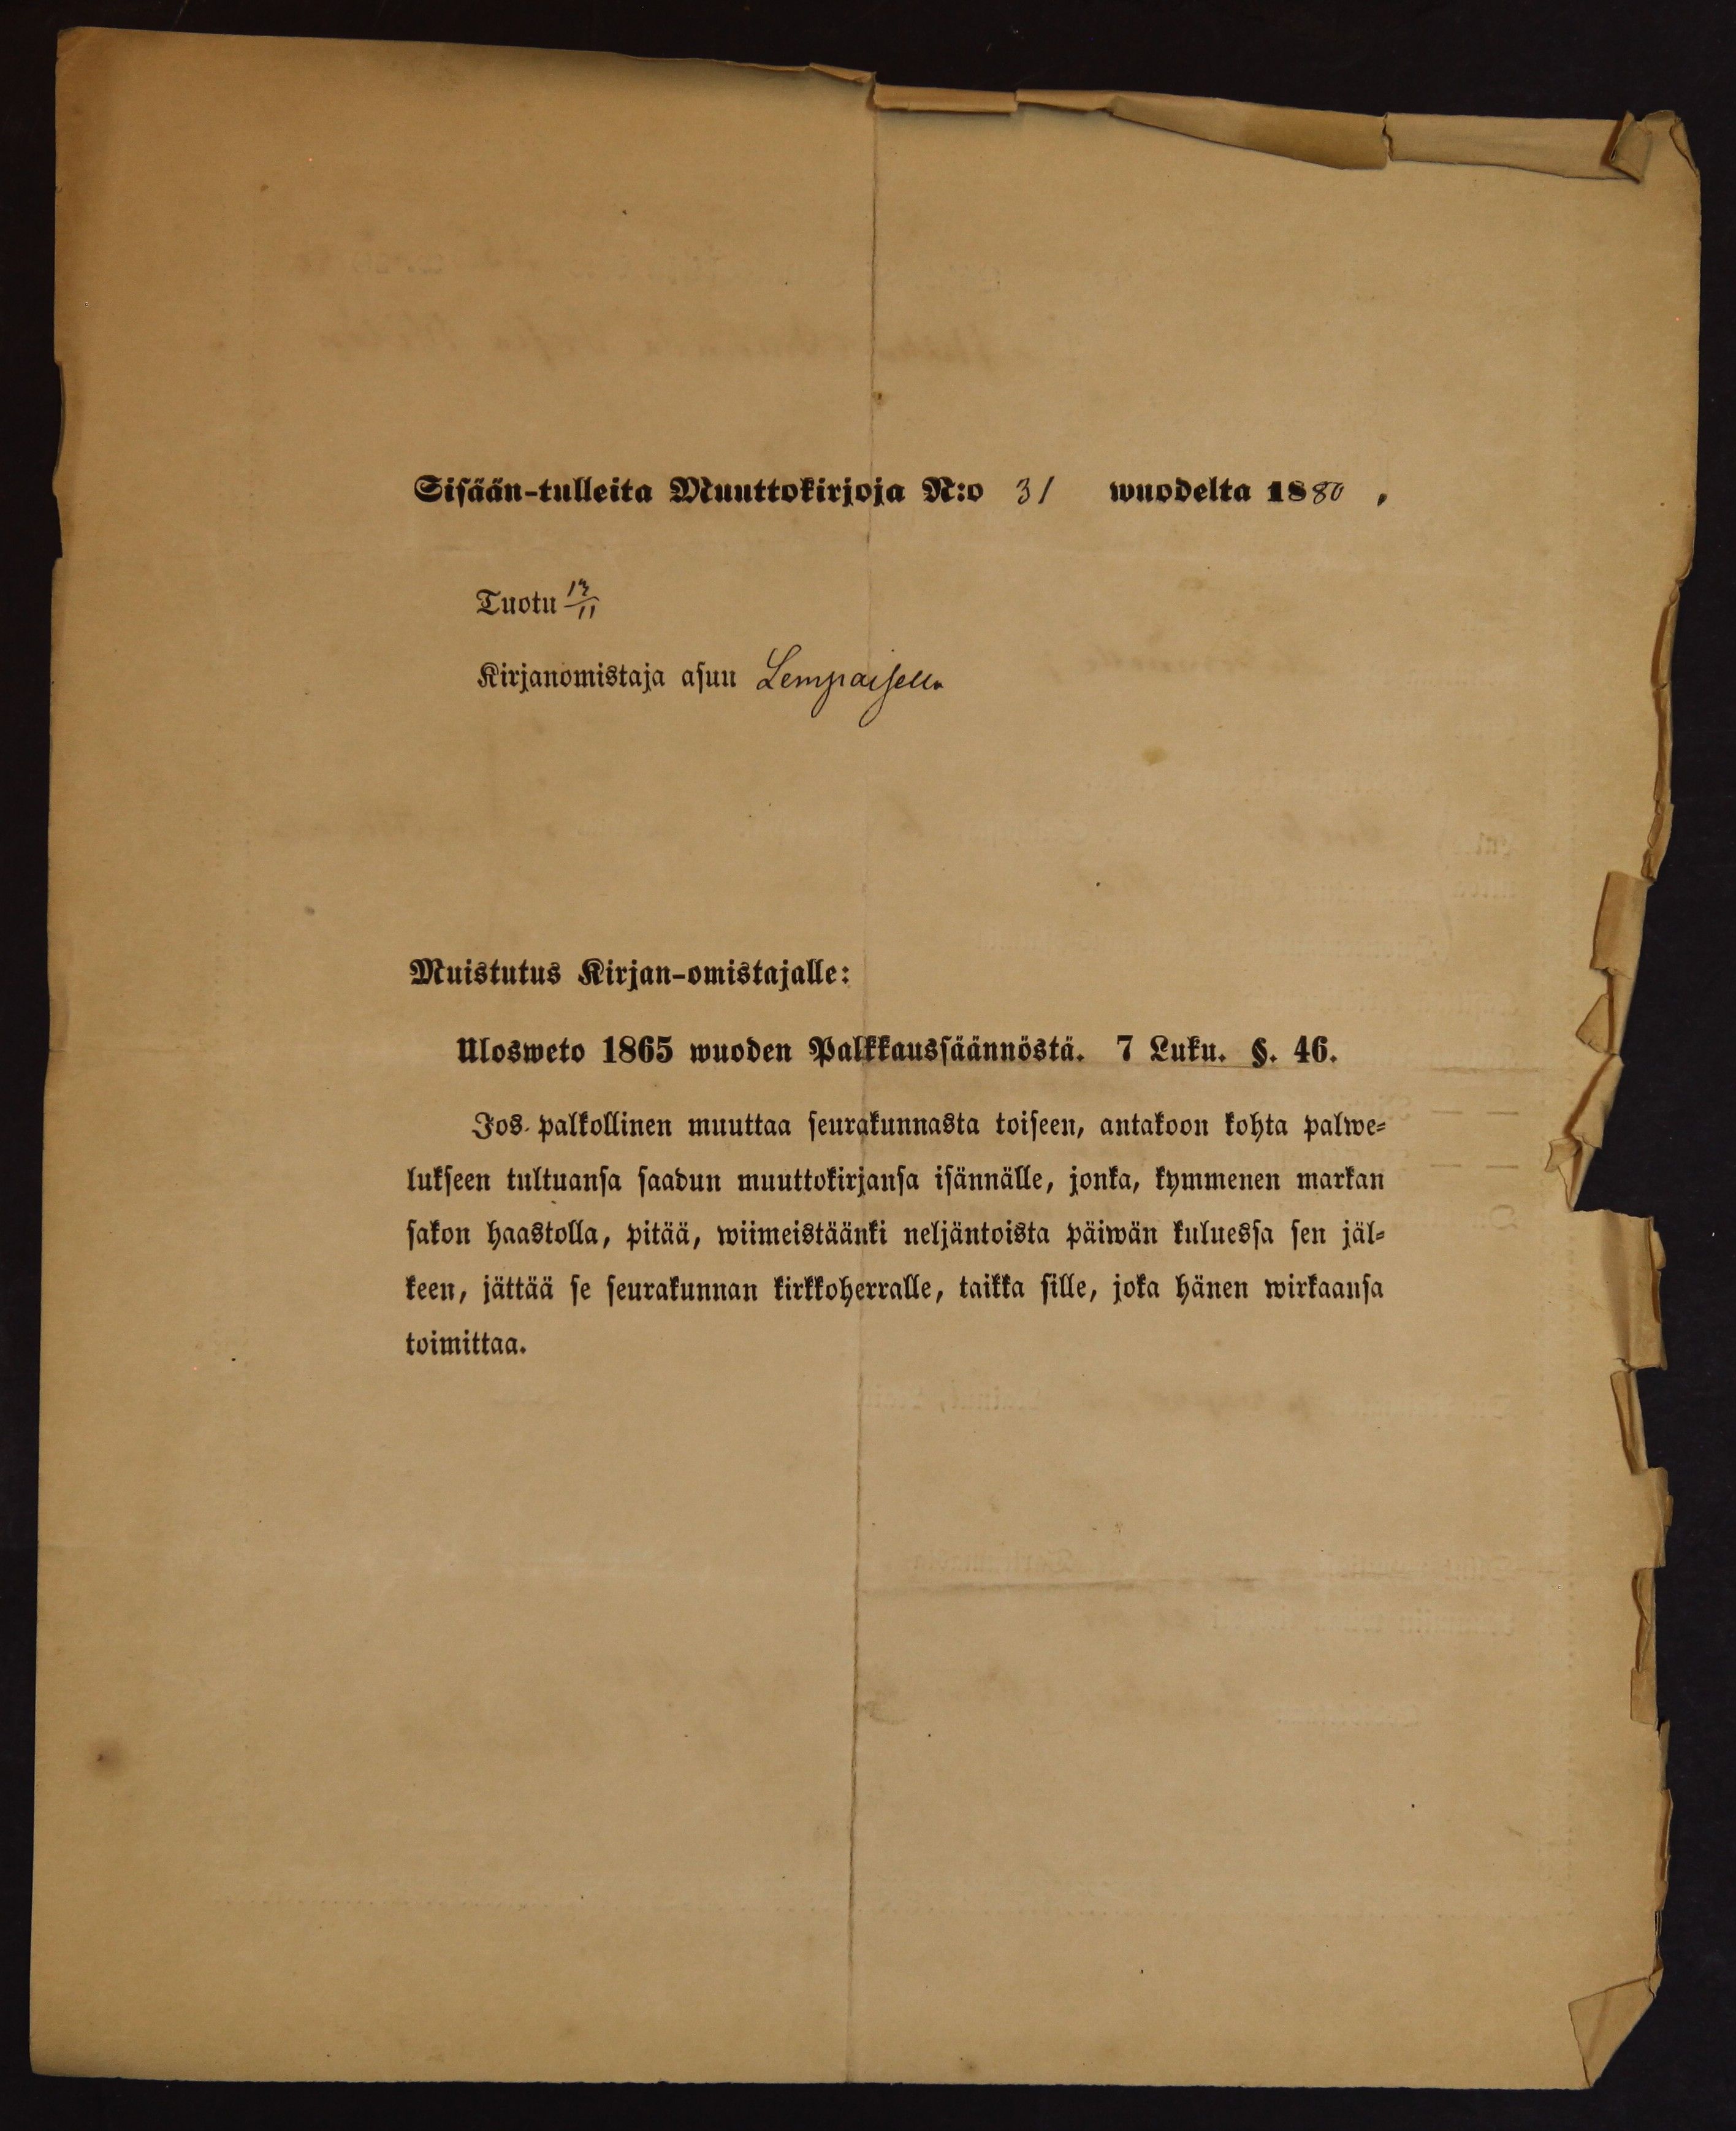 Sisään-tulleita Muuttokirjoja N:o 31 wuodelta 1880.
Tuotu 12/11
Kirjanomistaja asuu Lempaisella
Muistutus Kirjan-omistajalle:
Ulosweto 1865 wuoden Palkkaussäännöstä. 7 Luku. §. 46.
Jos palkollinen muuttaa seurakunnasta toiseen, antakoon kohta palwe-
lukseen tultuansa saadun muuttokirjansa isännälle, jonka, kymmenen markan
sakon haastolla, pitää, wiimeistäänki neljäntoista päiwän kuluessa sen jäl-
keen, jättää se seurakunnan kirkkoherralle, taikka sille, joka hänen wirkaansa
toimittaa.